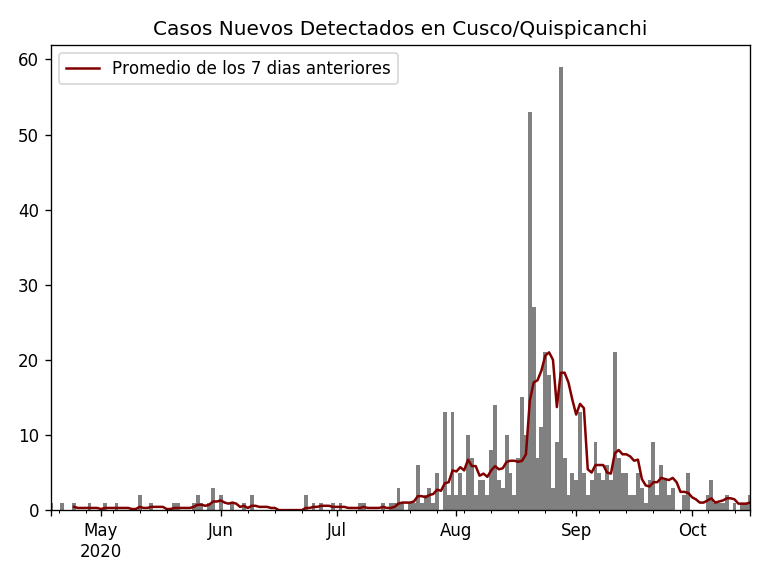 Casos Nuevos Detectados en Cusco/Quispicanchi
Promedio de los 7 dias anteriores
60
50
40
30
20
10
0
May Jun Jul Aug Sep Oct
2020